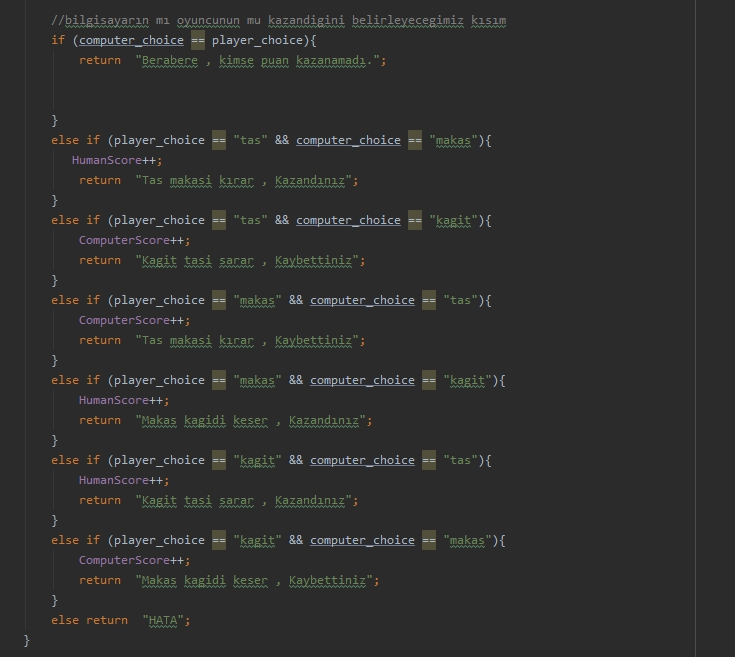 //bilgisayarın mı oyuncunun mu kazandigini belirleyecegimiz kısım
if (computer_choice == player_choice){
return "Berabere , kimse puan kazanamadı.";
}
else if (player_choice == "tas" && computer_choice == "makas"){
HumanScore++;
return "Tas makasi kırar , Kazandınız";
}
else if (player_choice == "tas" && computer_choice == "kagit"){
ComputerScore++;
return "Kagit tasi sarar , Kaybettiniz";
}
else if (player_choice == "makas" && computer_choice == "tas"){
ComputerScore++;
return "Tas makasi kırar , Kaybettiniz";
}
else if (player_choice == "makas" && computer_choice == "kagit"){
HumanScore++;
return "Makas kagidi keser , Kazandınız";
}
else if (player_choice == "kagit" && computer_choice == "tas"){
HumanScore++;
return "Kagit tasi sarar , Kazandınız";
}
else if (player_choice == "kagit" && computer_choice == "makas"){
ComputerScore++;
return "Makas kagidi keser , Kaybettiniz";
}
else return "HATA";
}